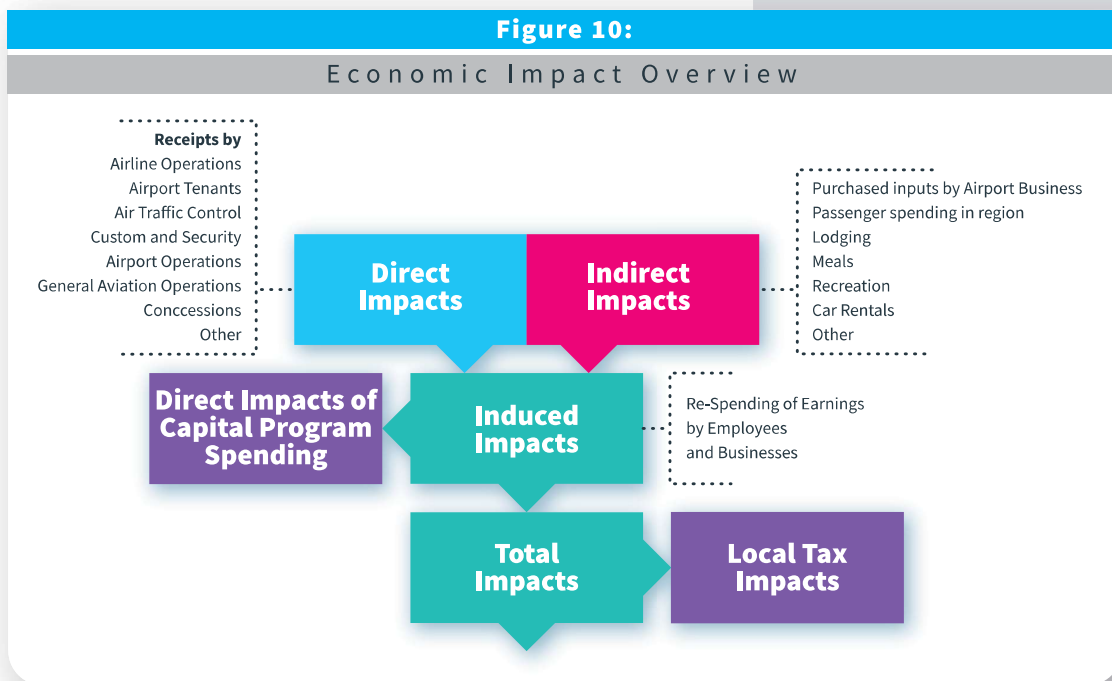 Figure 10:
Economic Impact Overview
Receipts by
Airline Operations
Airport Tenants
Air Traffic Control
Custom and Security
Airport Operations
General Aviation Operations
Conccessions
Other
Direct
Impacts
Indirect
Impacts
Purchased inputs by Airport Business
Passenger spending in region
Lodging
Meals
Recreation
Car Rentals
Other
Direct Impacts of
Capital Program
Spending
Induced
Impacts
Re-Spending of Earnings
by Employees
and Businesses
Total
Impacts
Local Tax
Impacts